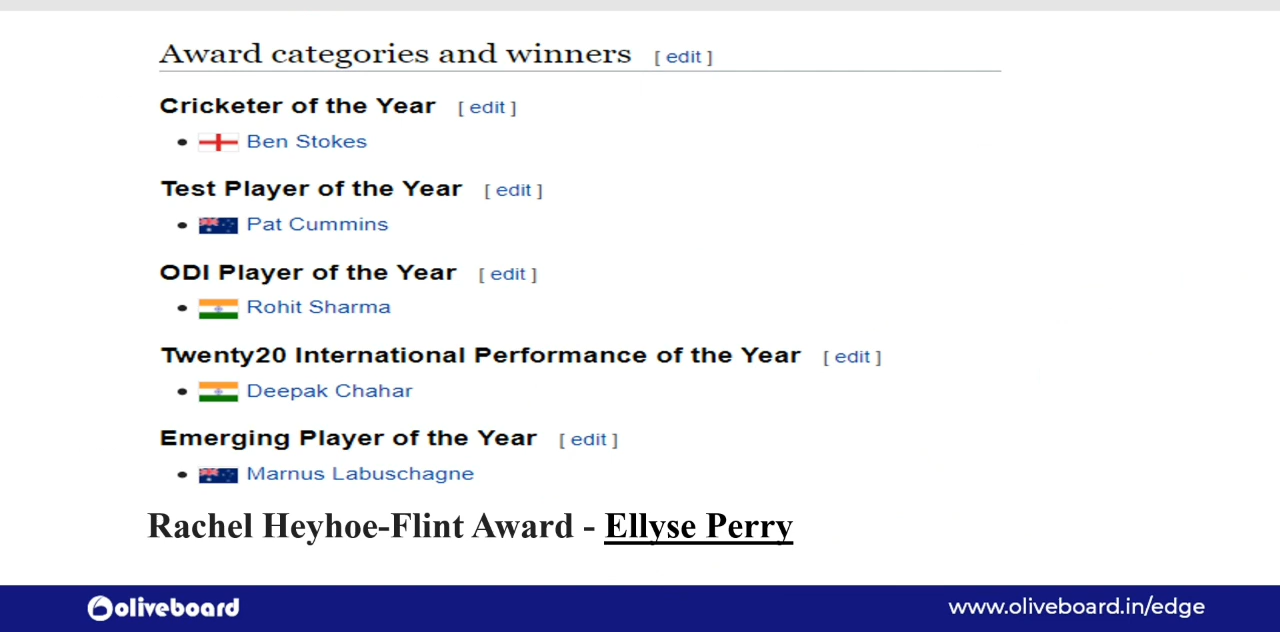 Award categories and winners [ edit ]
Cricketer of the Year [ edit ]
Ben Stokes
Test Player of the Year [ edit ]
Pat Cummins
ODI Player of the Year [ edit ]
Rohit Sharma
Twenty20 International Performance of the Year [ edit ]
Deepak Chahar
Emerging Player of the Year [ edit ]
Marnus Labuschagne
Rachel Heyhoe-Flint Award - Ellyse Perry
oliveboard www.oliveboard.in/edge